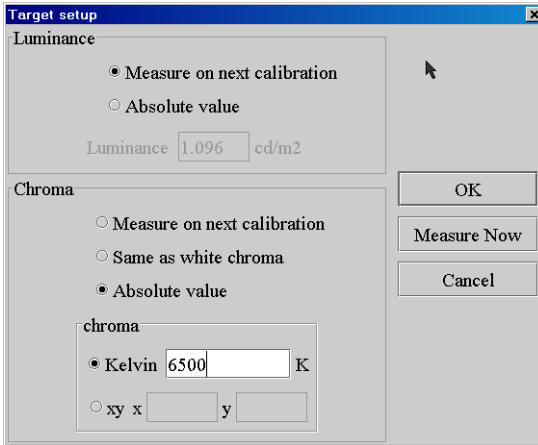 Target setup
Luminance
Measure on next calibration
Absolute value
Luminance 1.096 cd/m2
Chroma
Measure on next calibration
Same as white chroma
Absolute value
chroma
Kelvin 6500 K
xy x y
OK
Measure Now
Cancel